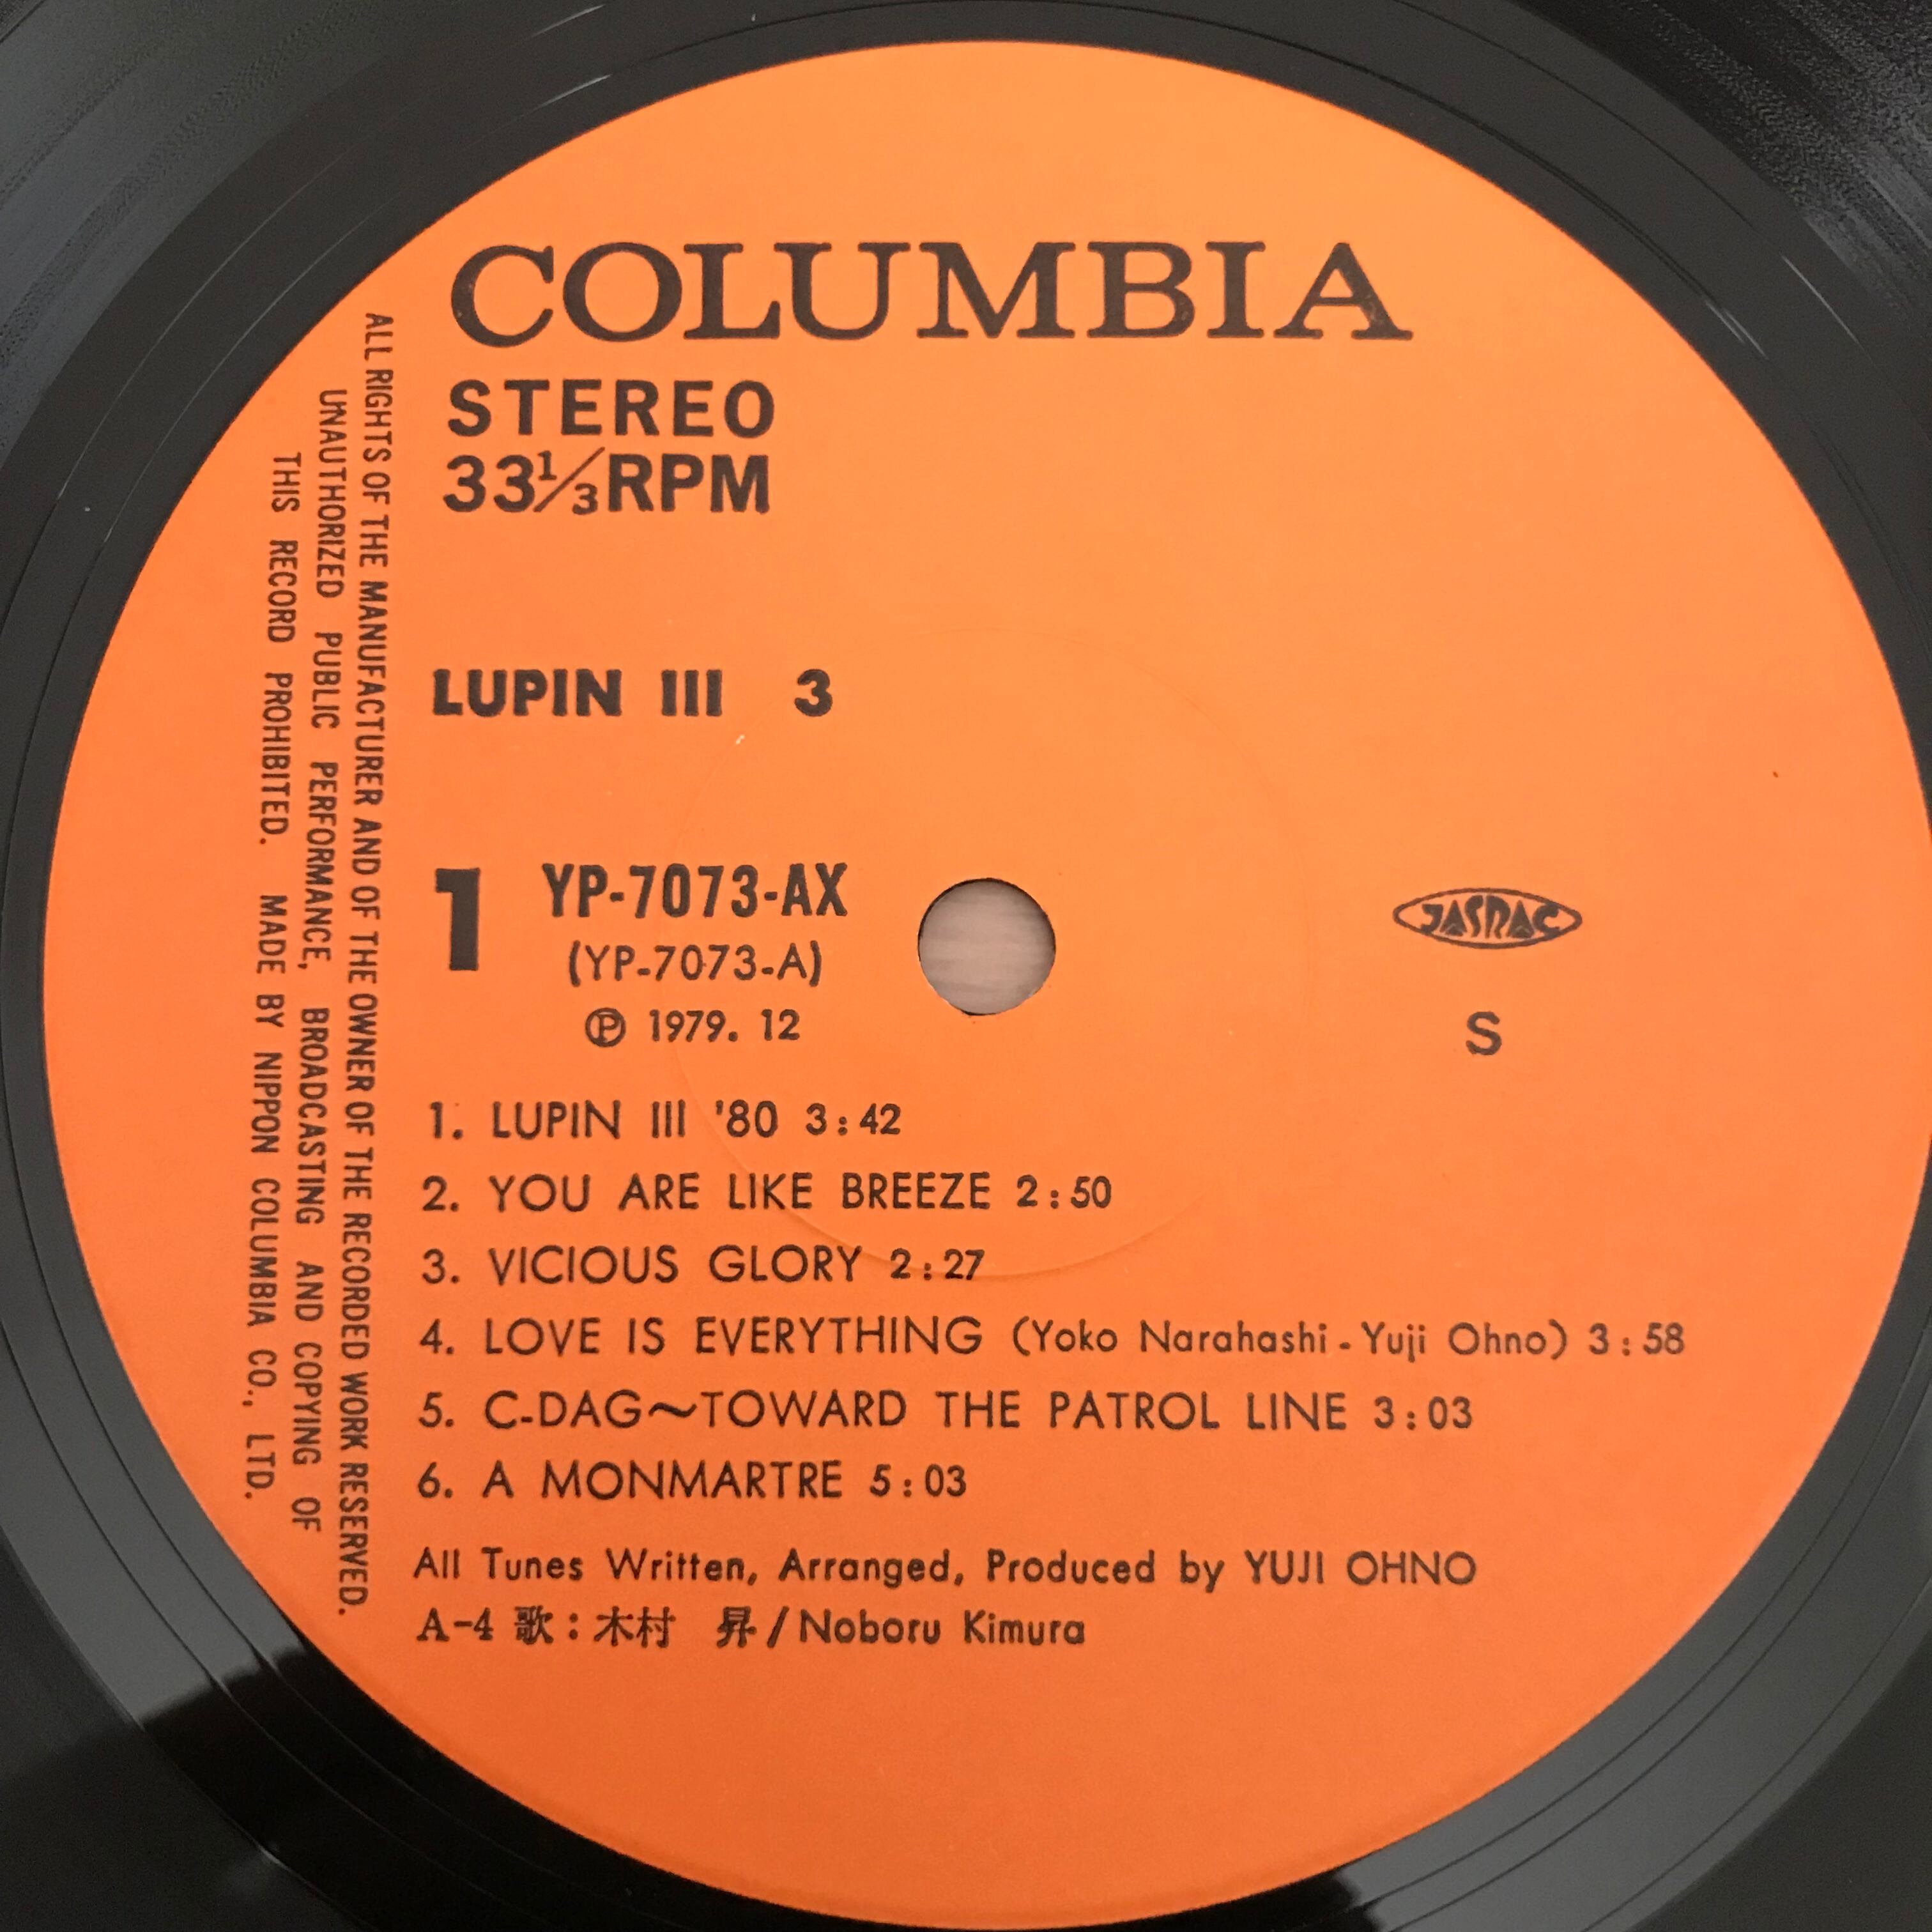 COLUMBIA
STEREO
33⅓RPM
LUPIN III 3
1 YP-7073-AX
(YP-7073-A)
℗ 1979. 12
JASRAC
S
1. LUPIN III '80 3:42
2. YOU ARE LIKE BREEZE 2:50
3. VICIOUS GLORY 2:27
4. LOVE IS EVERYTHING (Yoko Narahashi-Yuji Ohno) 3:58
5. C-DAG～TOWARD THE PATROL LINE 3:03
6. A MONMARTRE 5:03
All Tunes Written, Arranged, Produced by YUJI OHNO
A-4 歌:木村 昇/Noboru Kimura
ALL RIGHTS OF THE MANUFACTURER AND OF THE OWNER OF THE RECORDED WORK RESERVED.
UNAUTHORIZED PUBLIC PERFORMANCE, BROADCASTING AND COPYING OF
THIS RECORD PROHIBITED. MADE BY NIPPON COLUMBIA CO., LTD.